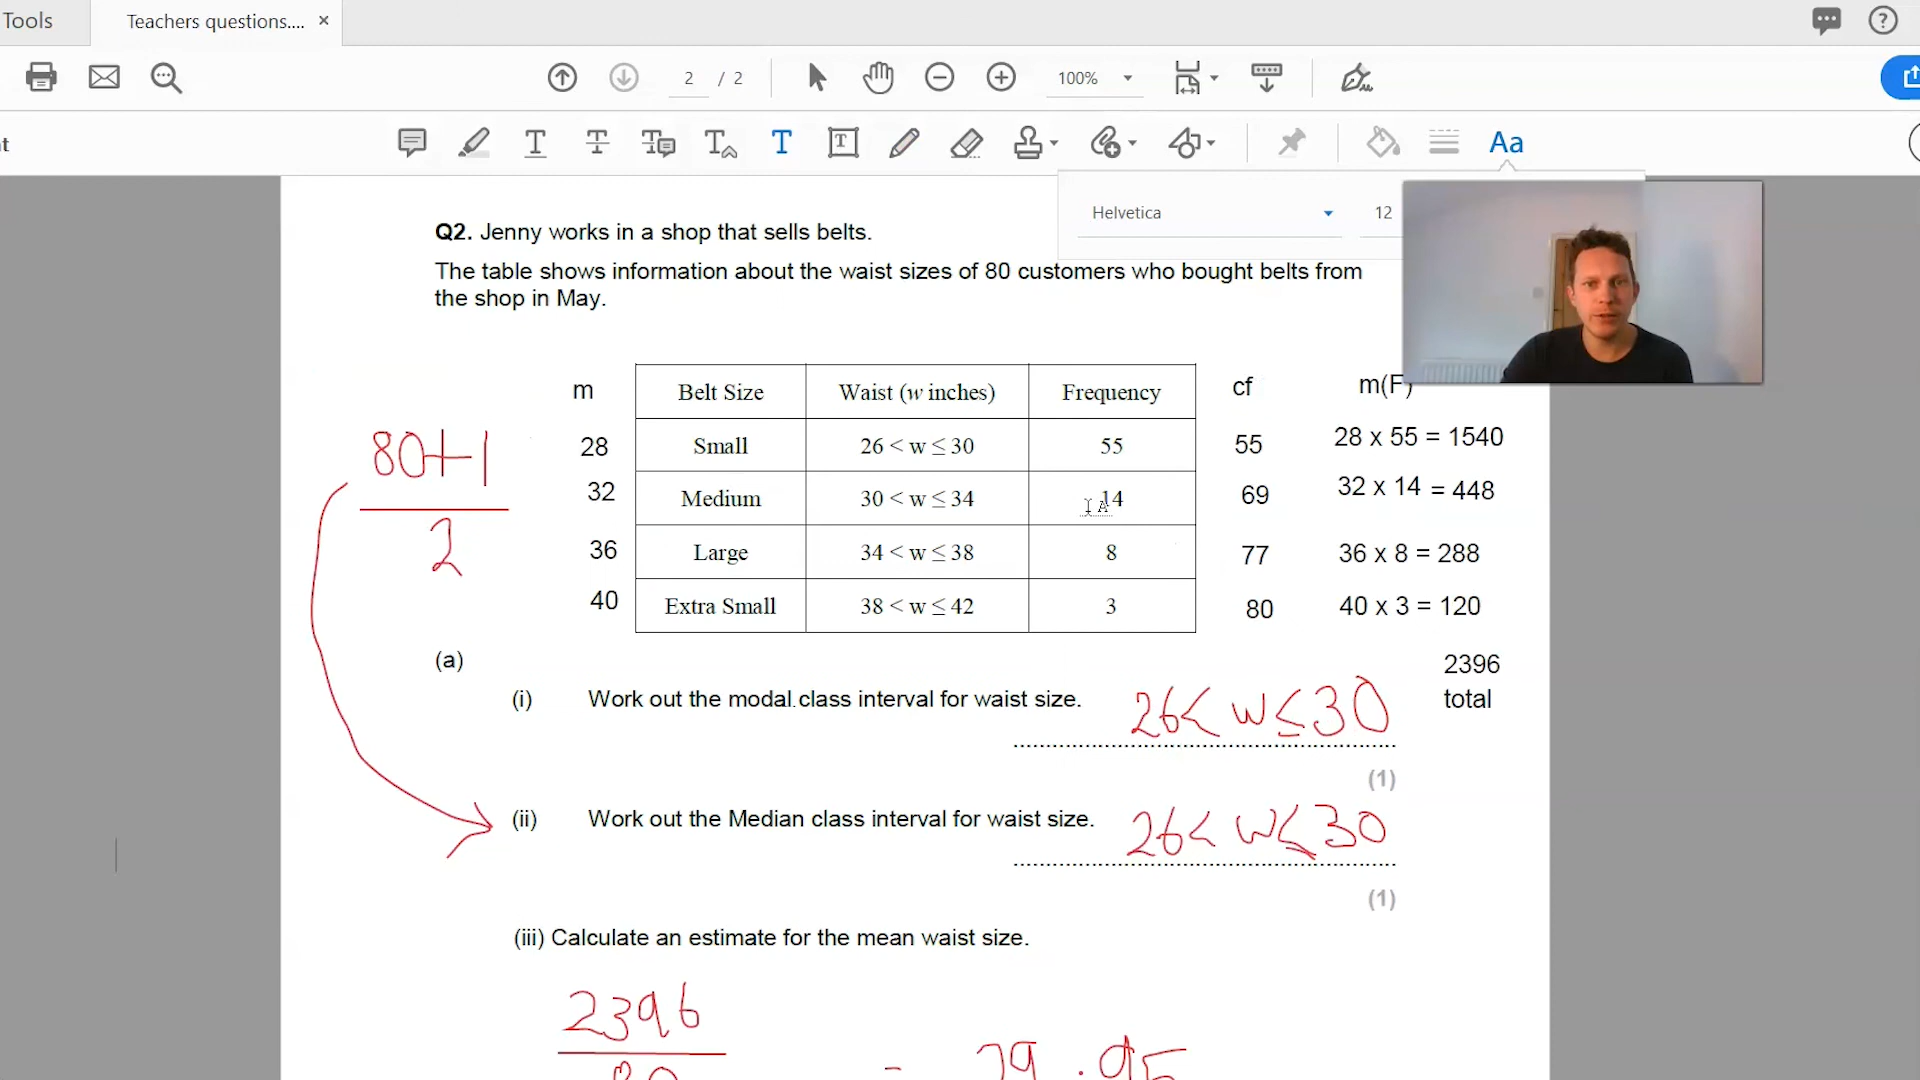 Tools
Teachers questions.... ×
2 / 2
100%
Aa
Helvetica
12
Q2. Jenny works in a shop that sells belts.
The table shows information about the waist sizes of 80 customers who bought belts from
the shop in May.
m Belt Size Waist (w inches) Frequency cf m(F)
28 Small 26 < w ≤ 30 55 55 28 x 55 = 1540
32 Medium 30 < w ≤ 34 14 69 32 x 14 = 448
36 Large 34 < w ≤ 38 8 77 36 x 8 = 288
40 Extra Small 38 < w ≤ 42 3 80 40 x 3 = 120
80+1
2
(a)
2396
total
(i) Work out the modal class interval for waist size. 26 < w ≤ 30
(1)
(ii) Work out the Median class interval for waist size. 26 < w ≤ 30
(1)
(iii) Calculate an estimate for the mean waist size.
2396
80 = 29.95